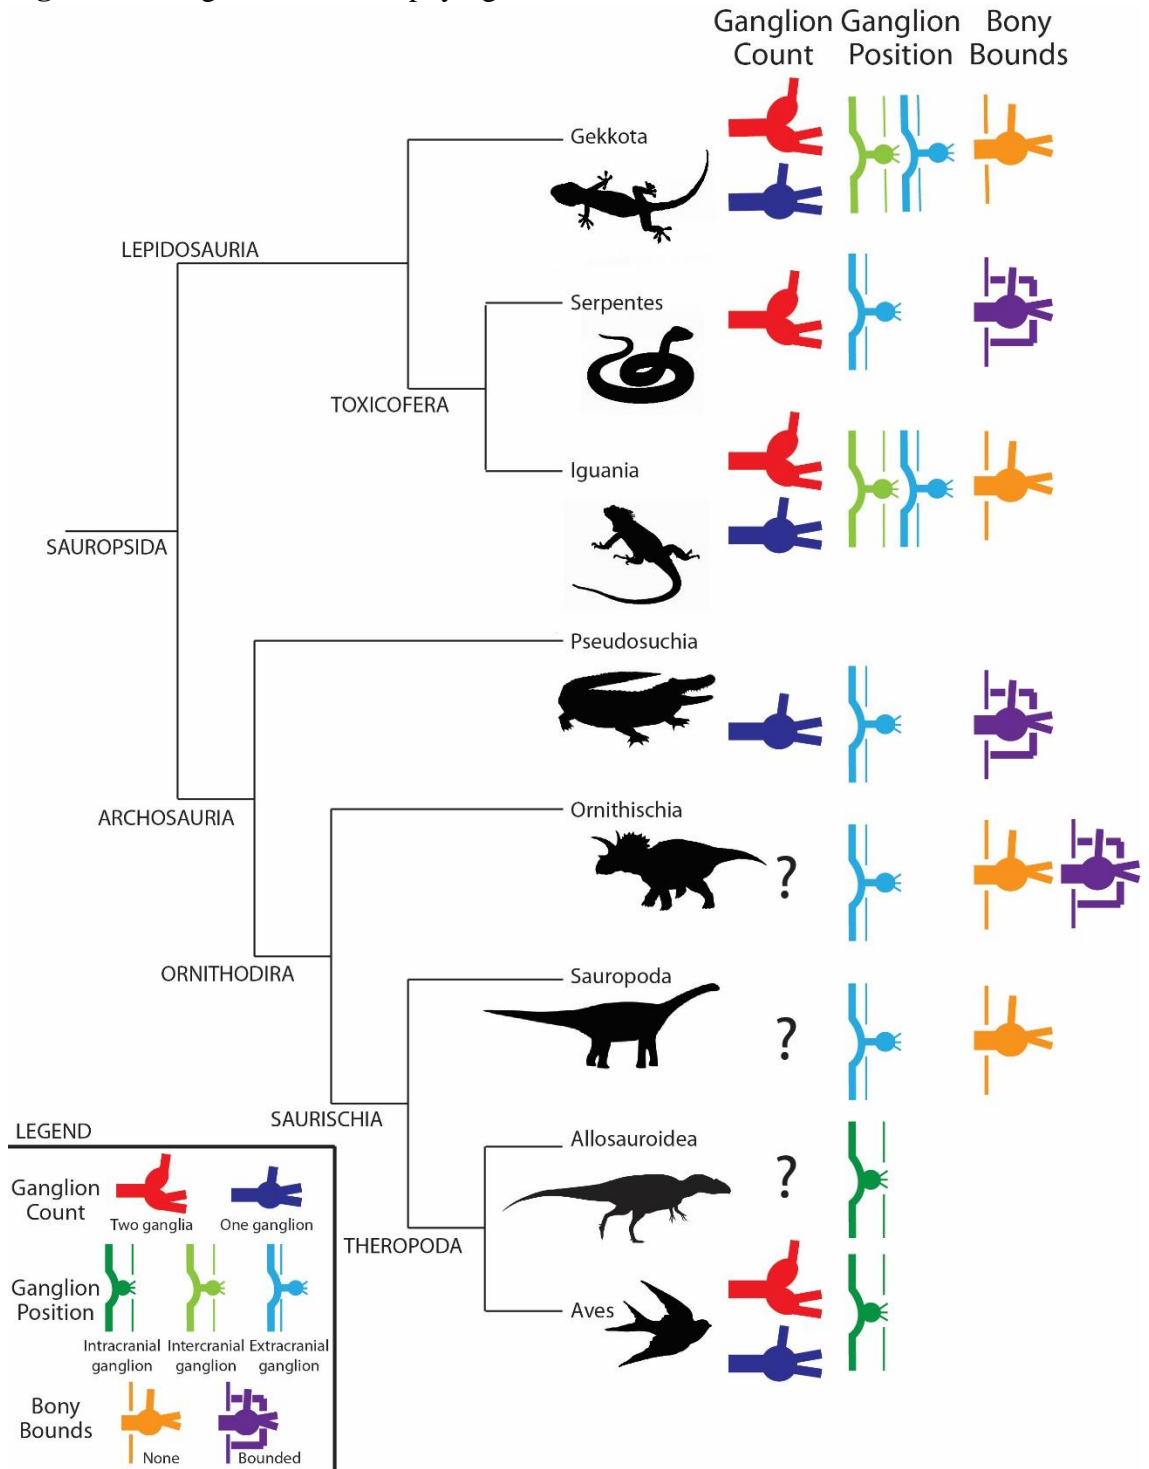 Ganglion Ganglion Bony
Count Position Bounds
Gekkota
LEPIDOSAURIA
Serpentes
TOXICOFERA
Iguania
SAUROPSIDA
Pseudosuchia
ARCHOSAURIA
Ornithischia
?
ORNITHODIRA
Sauropoda
?
SAURISCHIA
Allosauroidea
?
THEROPODA
Aves
LEGEND
Ganglion
Count
Two ganglia
One ganglion
Ganglion
Position
Intracranial
ganglion
Intercranial
ganglion
Extracranial
ganglion
Bony
Bounds
None
Bounded